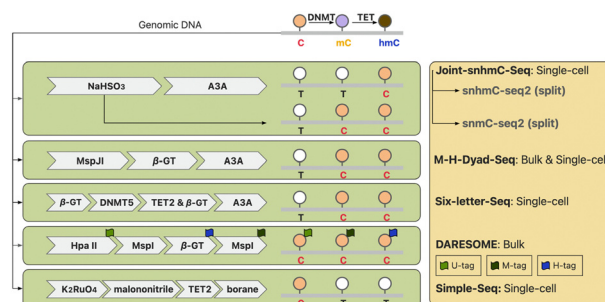 Genomic DNA
DNMT TET
C mC hmC
NaHSO3 A3A
T T C
T C C
MspJI β-GT A3A
T C C
β-GT DNMT5 TET2 & β-GT A3A
T C C
Hpa II MspI β-GT MspI
C C C
K2RuO4 malononitrile TET2 borane
C T T
Joint-snhmC-Seq: Single-cell
snhmC-seq2 (split)
snmC-seq2 (split)
M-H-Dyad-Seq: Bulk & Single-cell
Six-letter-Seq: Single-cell
DARESOME: Bulk
U-tag M-tag H-tag
Simple-Seq: Single-cell